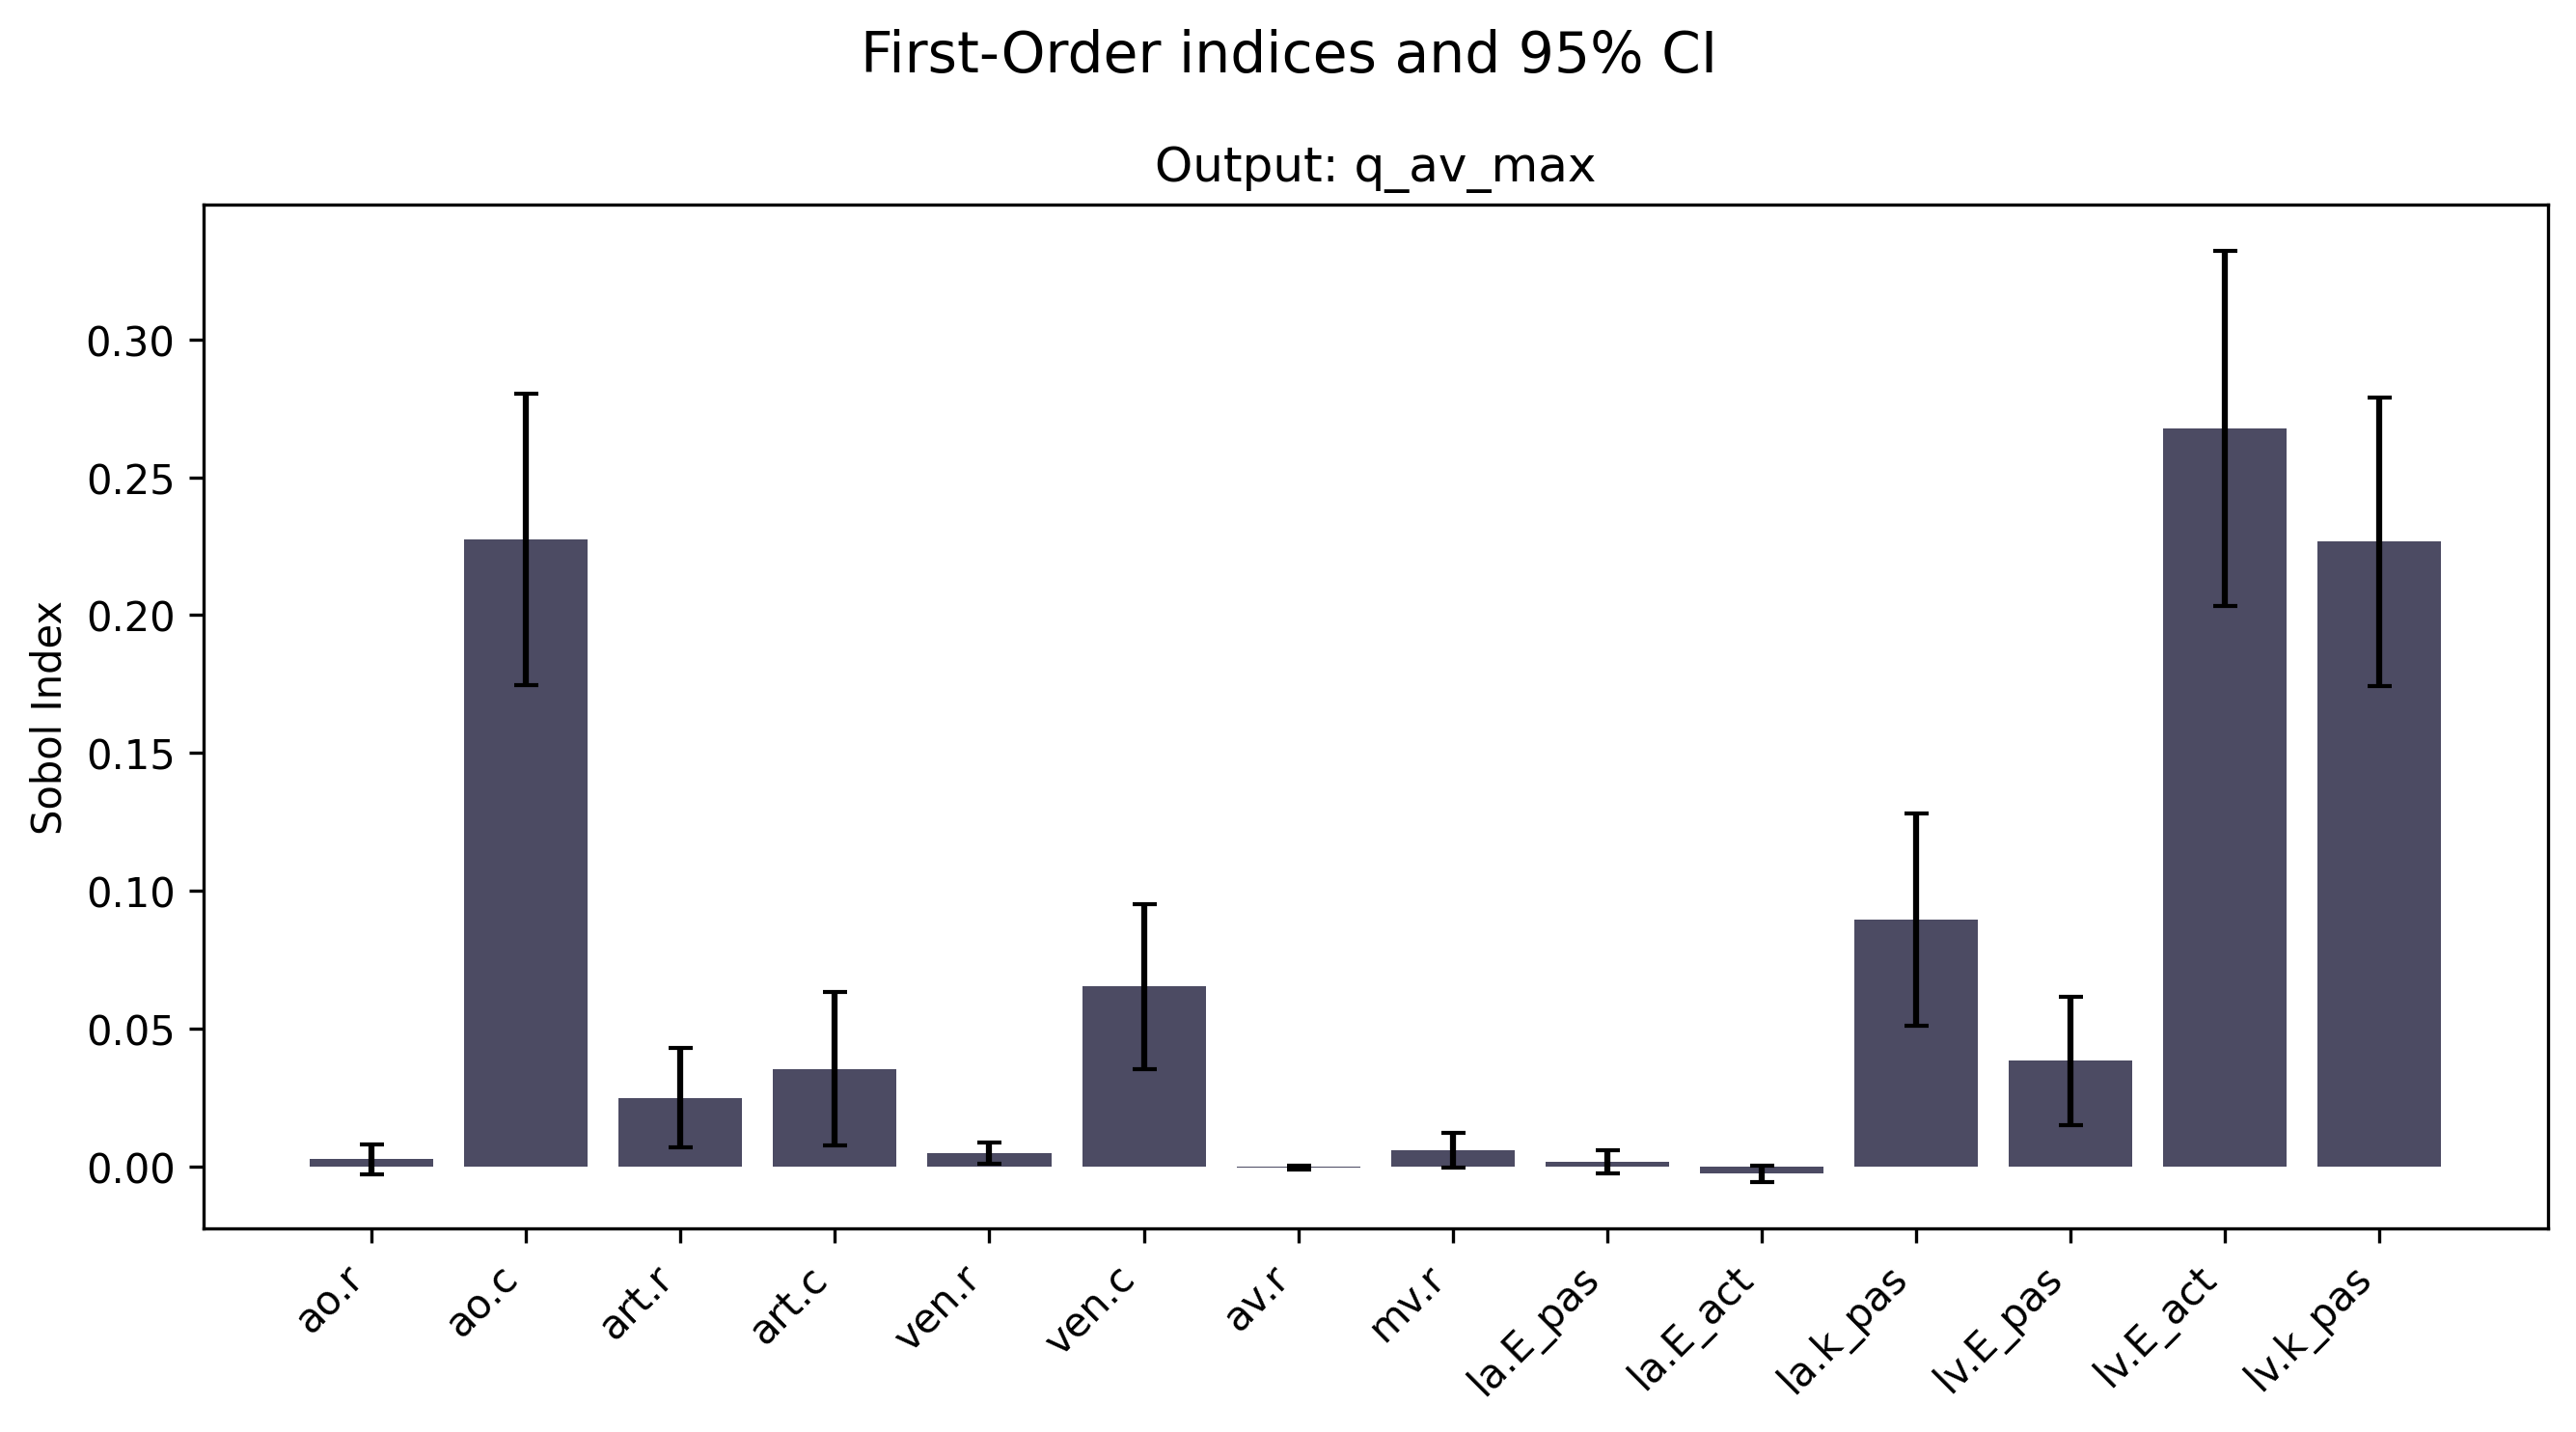 First-Order indices and 95% CI
Output: q_av_max
Sobol Index
0.30
0.25
0.20
0.15
0.10
0.05
0.00
ao.r
ao.c
art.r
art.c
ven.r
ven.c
av.r
mv.r
la.E_pas
la.E_act
la.k_pas
lv.E_pas
lv.E_act
lv.k_pas